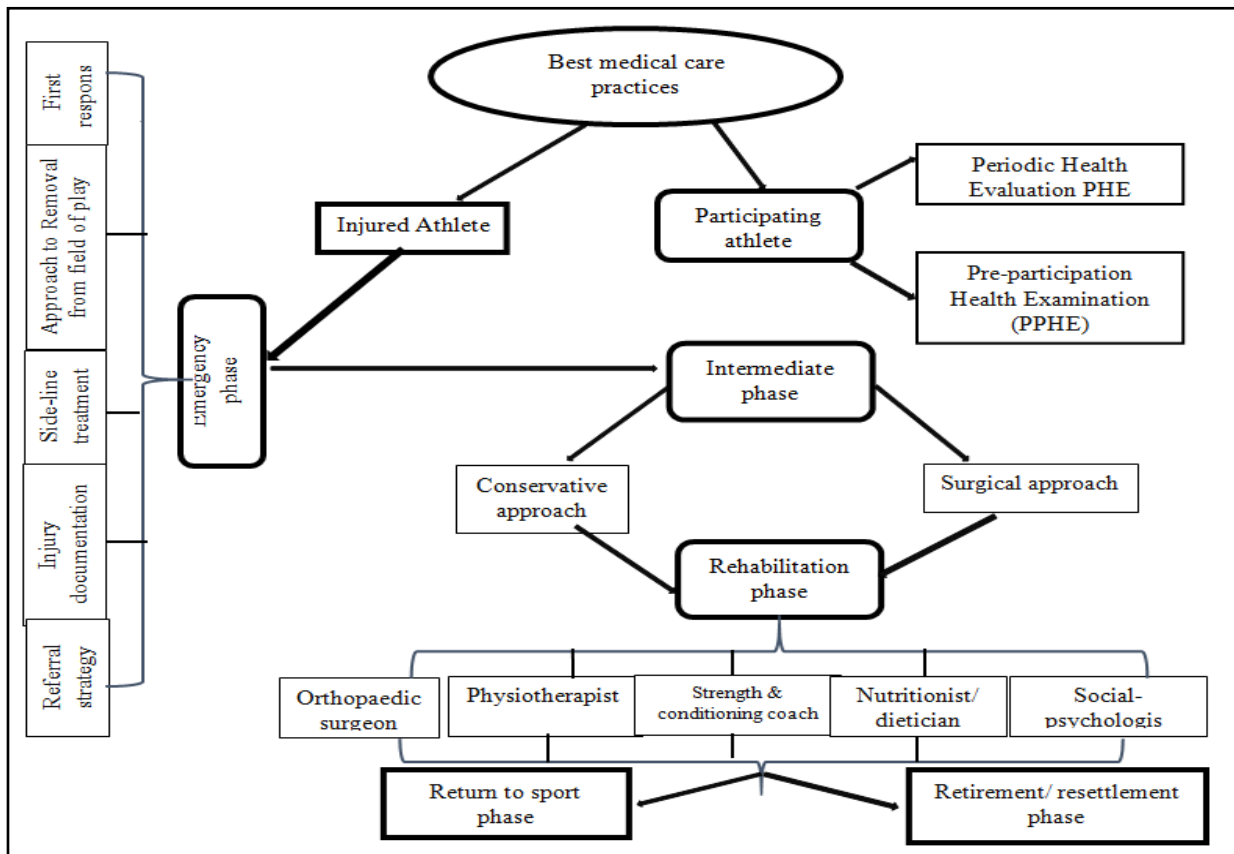 Best medical care
practices
Injured Athlete
Participating
athlete
Periodic Health
Evaluation PHE
Pre-participation
Health Examination
(PPHE)
Emergency
phase
First
respons
Approach to Removal
from field of play
Side-line
treatment
Injury
documentation
Referral
strategy
Intermediate
phase
Conservative
approach
Surgical approach
Rehabilitation
phase
Orthopaedic
surgeon
Physiotherapist
Strength &
conditioning coach
Nutritionist/
dietician
Social-
psychologis
Return to sport
phase
Retirement/ resettlement
phase